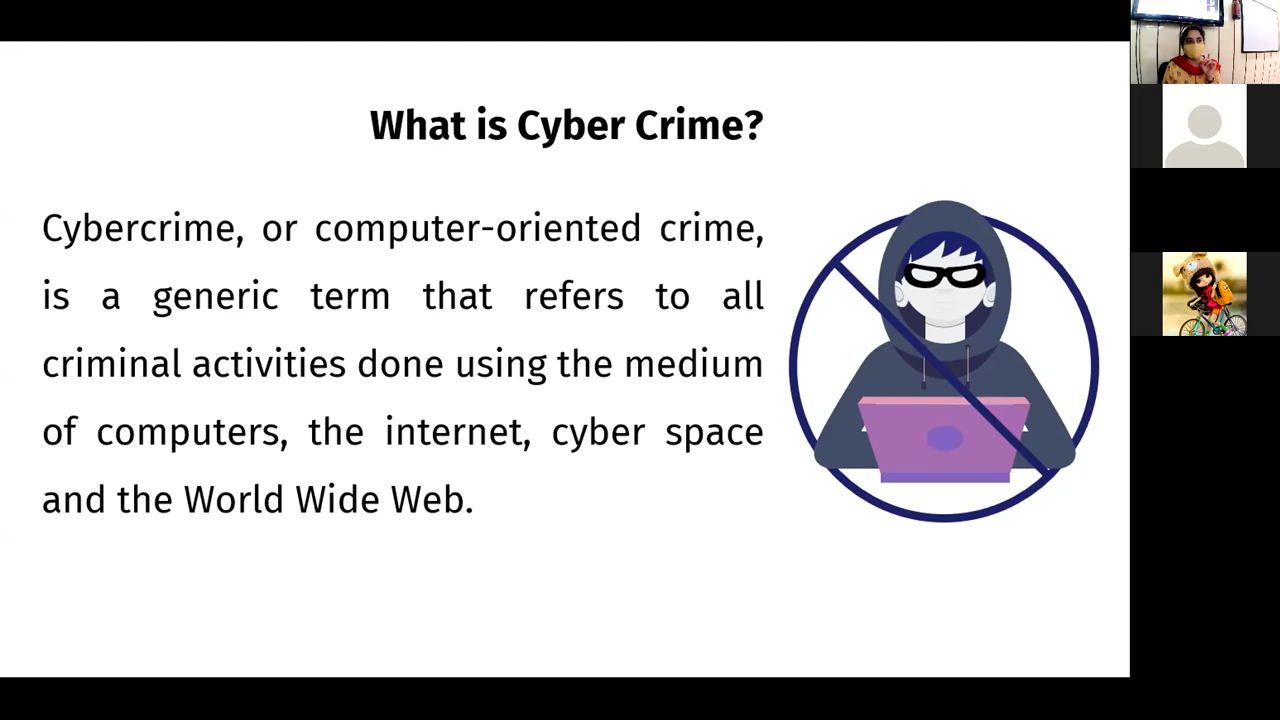 What is Cyber Crime?
Cybercrime, or computer-oriented crime,
is a generic term that refers to all
criminal activities done using the medium
of computers, the internet, cyber space
and the World Wide Web.